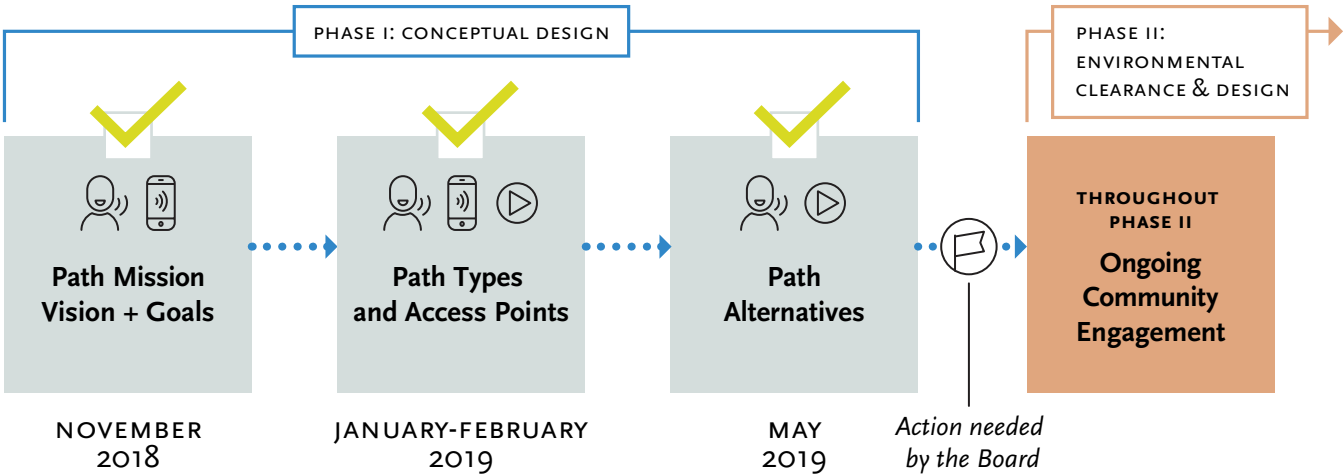 PHASE I: CONCEPTUAL DESIGN
PHASE II:
ENVIRONMENTAL
CLEARANCE & DESIGN
Path Mission
Vision + Goals
Path Types
and Access Points
Path
Alternatives
THROUGHOUT
PHASE II
Ongoing
Community
Engagement
NOVEMBER
2018
JANUARY-FEBRUARY
2019
MAY
2019
Action needed
by the Board